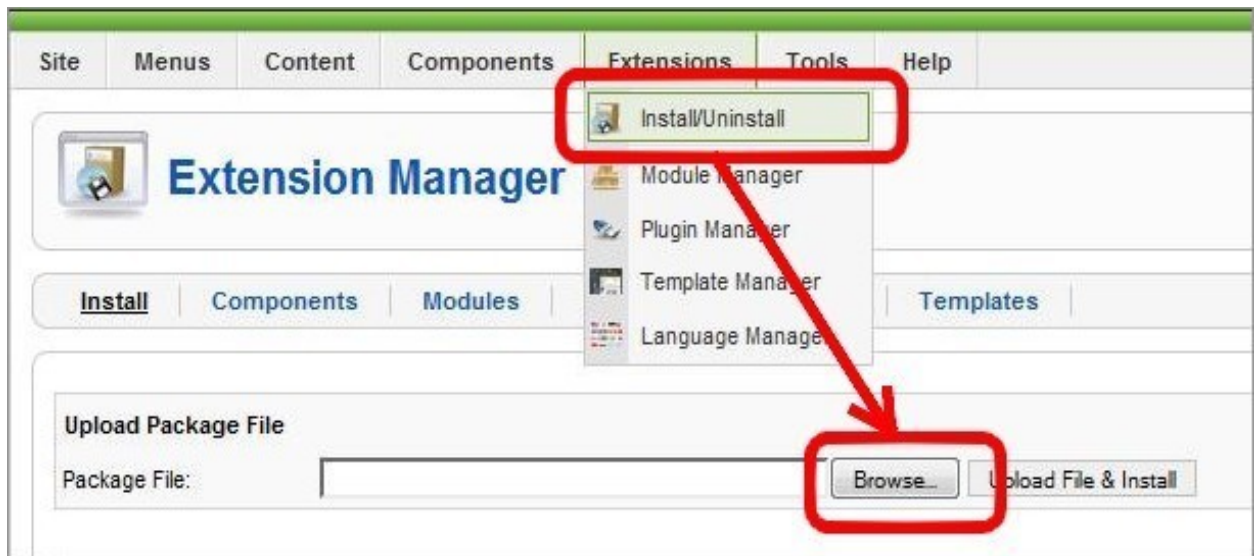 Site Menus Content Components Extensions Tools Help
Install/Uninstall
Extension Manager
Module Manager
Plugin Manager
Template Manager
Language Manager
Install Components Modules Templates
Upload Package File
Package File: Browse... Upload File & Install